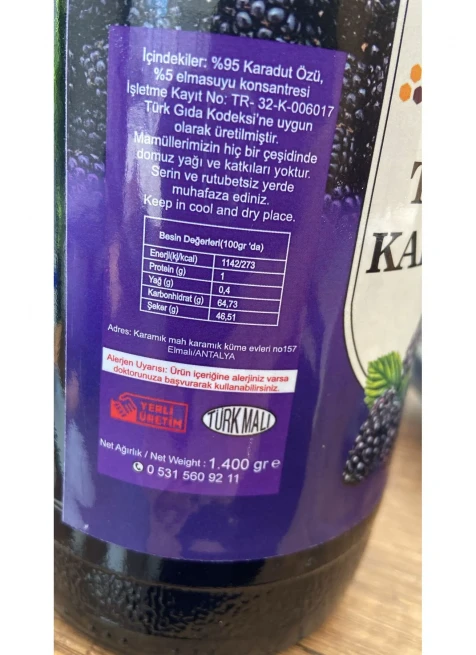 İçindekiler: %95 Karadut Özü,
%5 elmasuyu konsantresi
İşletme Kayıt No: TR- 32-K-006017
Türk Gıda Kodeksi'ne uygun
olarak üretilmiştir.
Mamüllerimizin hiç bir çeşidinde
domuz yağı ve katkıları yoktur.
Serin ve rutubetsiz yerde
muhafaza ediniz.
Keep in cool and dry place.
Besin Değerleri(100gr 'da)
Enerji(kj/kcal) 1142/273
Protein (g) 1
Yağ (g) 0,4
Karbonhidrat (g) 64,73
Şeker (g) 46,51
Adres: Karamık mah karamık küme evleri no157
Elmalı/ANTALYA
Alerjen Uyarısı: Ürün içeriğine alerjiniz varsa
doktorunuza başvurarak kullanabilirsiniz.
YERLİ
ÜRETİM
TÜRK MALI
Net Ağırlık / Net Weight : 1.400 gr e
0 531 560 92 11